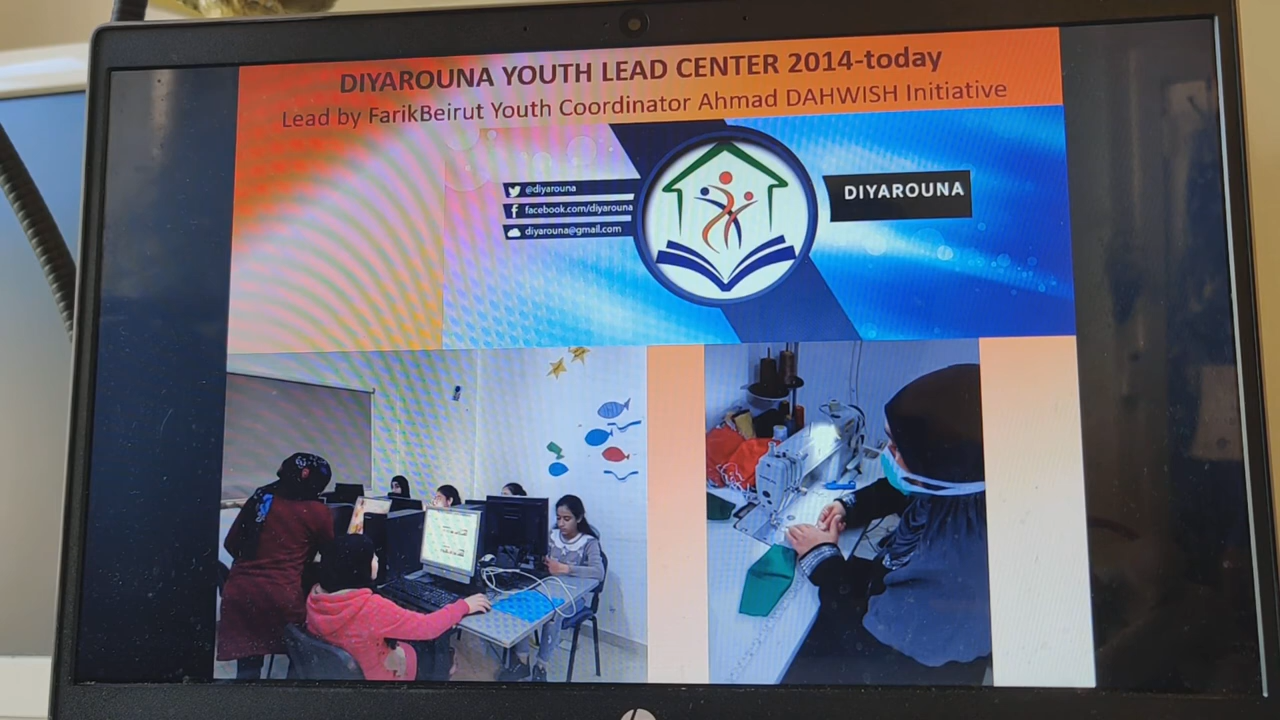 DIYAROUNA YOUTH LEAD CENTER 2014-today
Lead by FarikBeirut Youth Coordinator Ahmad DAHWISH Initiative
@diyarouna
facebook.com/diyarouna
diyarouna@gmail.com
DIYAROUNA